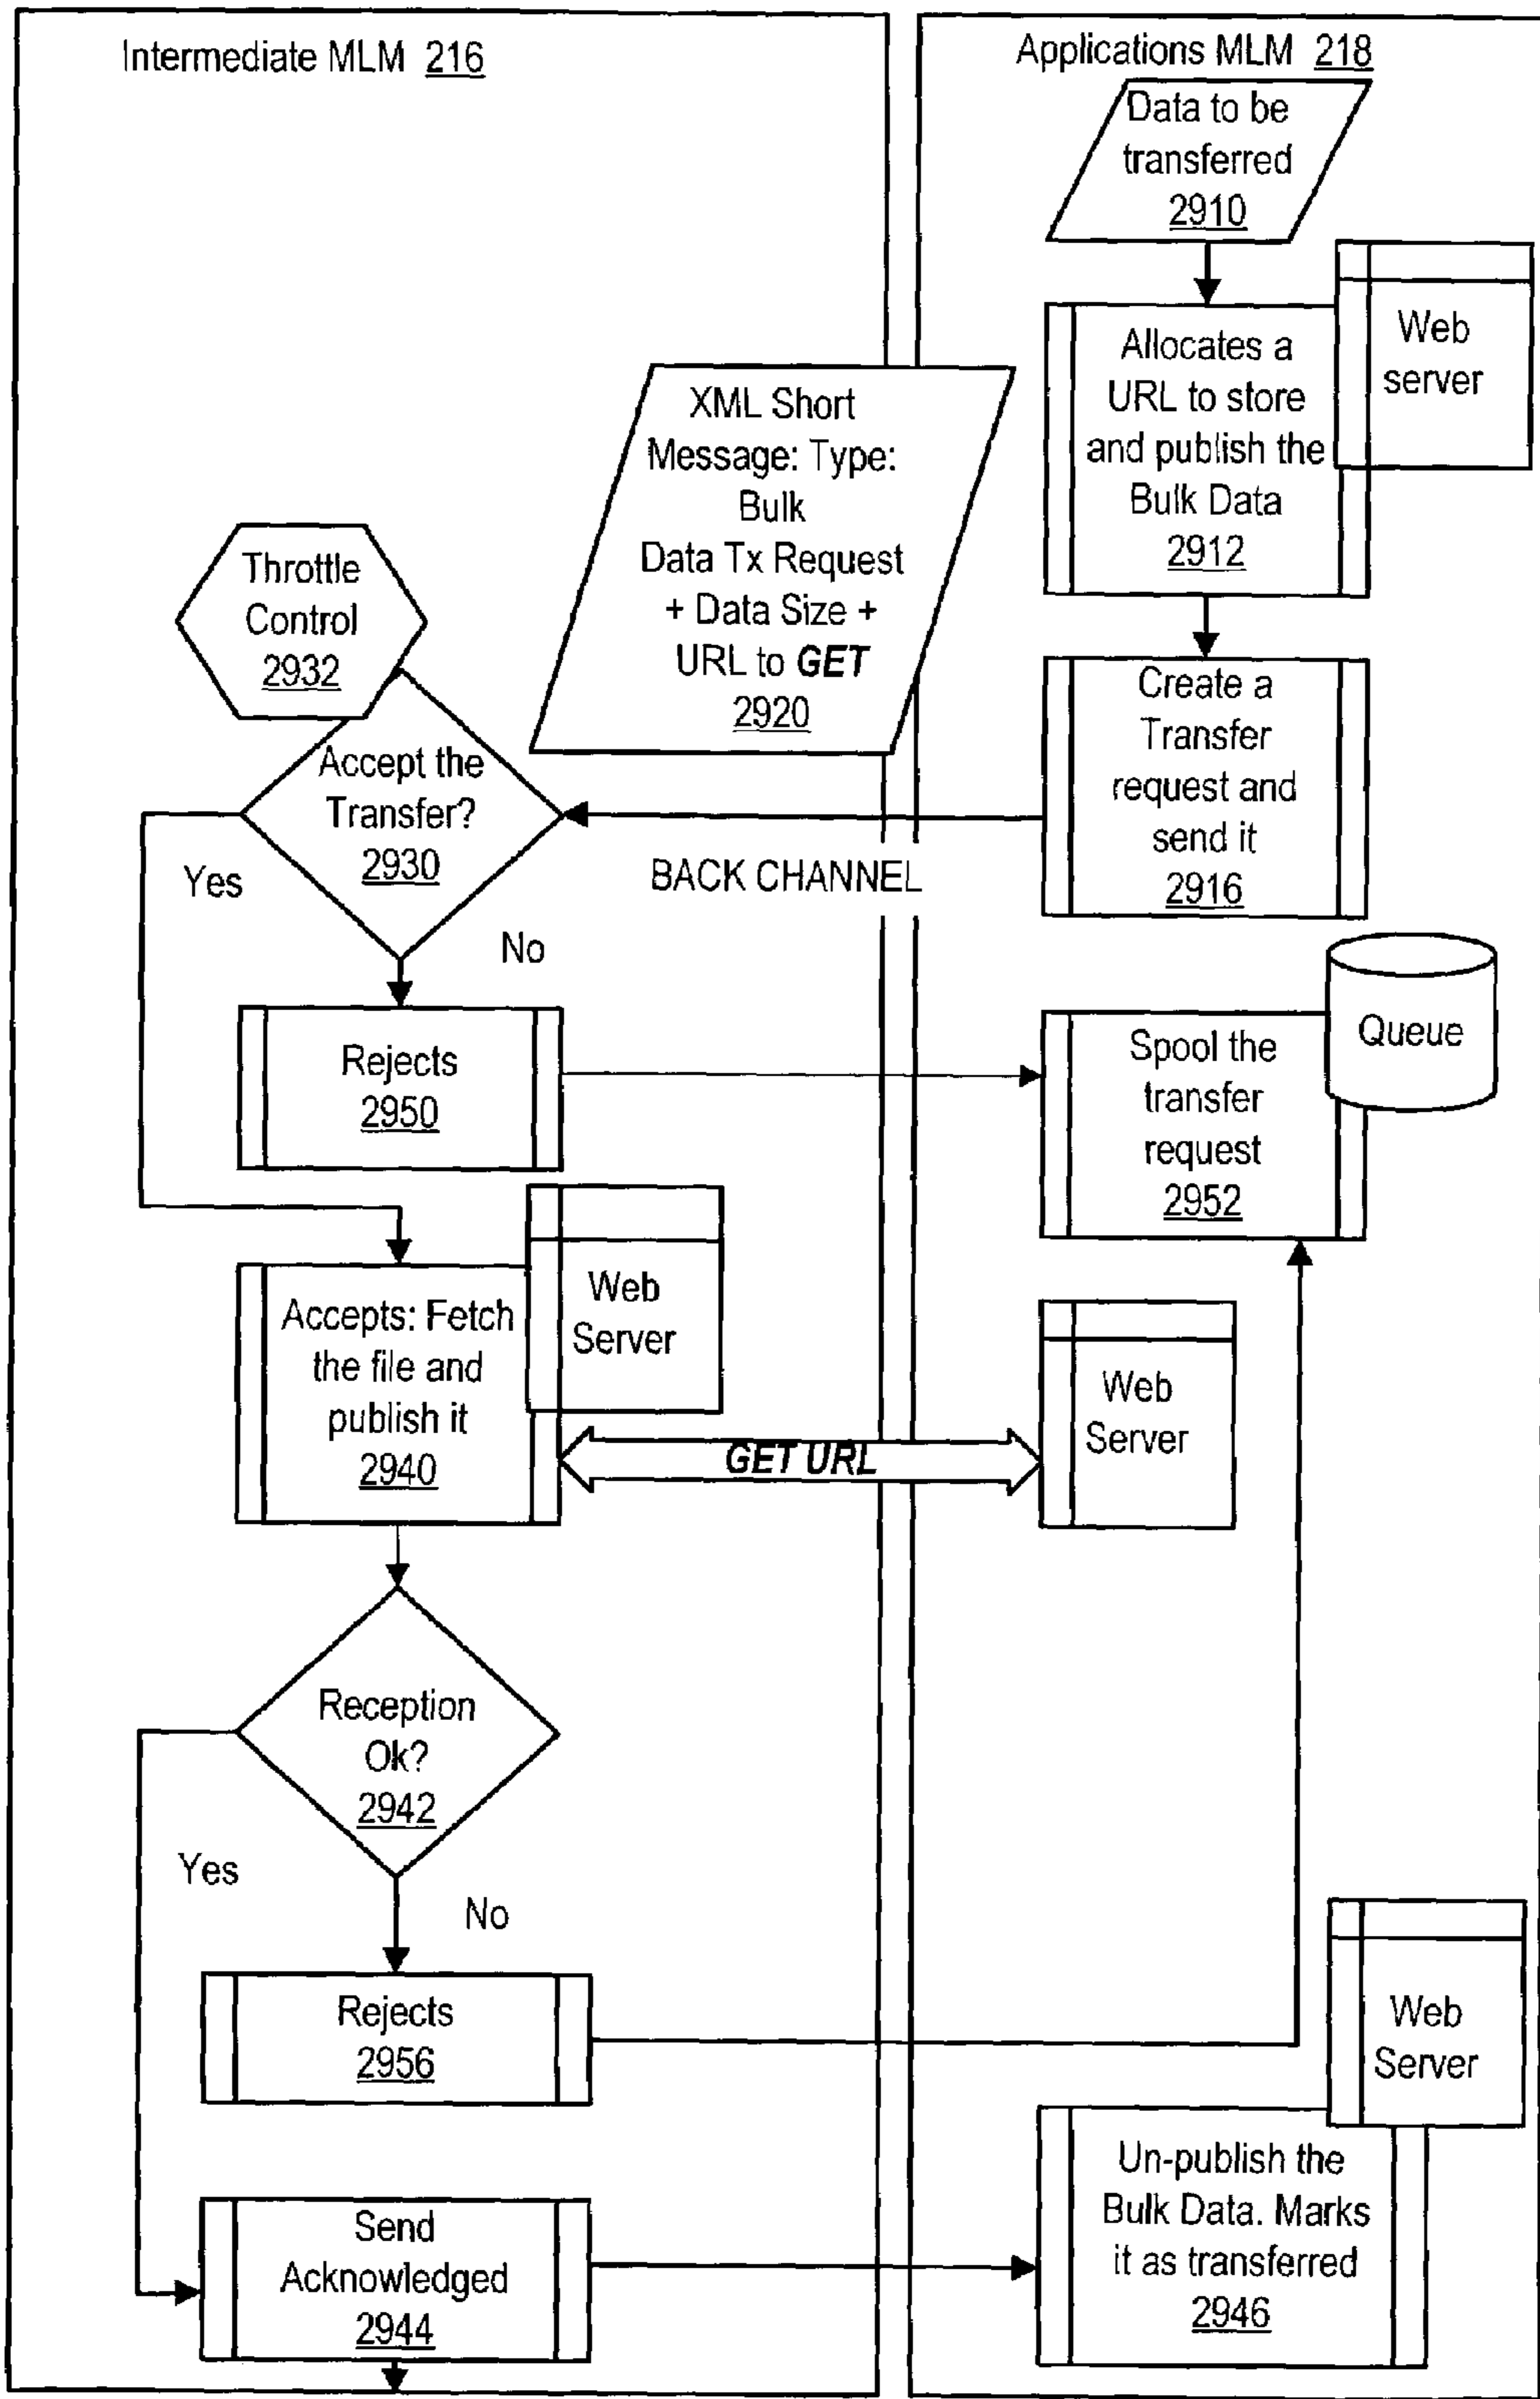 Intermediate MLM 216
Applications MLM 218
Data to be
transferred
2910
Web
server
Allocates a
URL to store
and publish the
Bulk Data
2912
XML Short
Message: Type:
Bulk
Data Tx Request
+ Data Size +
URL to GET
2920
Throttle
Control
2932
Create a
Transfer
request and
send it
2916
Accept the
Transfer?
2930
Yes
BACK CHANNEL
No
Queue
Rejects
2950
Spool the
transfer
request
2952
Web
Server
Accepts: Fetch
the file and
publish it
2940
Web
Server
GET URL
Reception
Ok?
2942
Yes
No
Rejects
2956
Web
Server
Un-publish the
Bulk Data. Marks
it as transferred
2946
Send
Acknowledged
2944